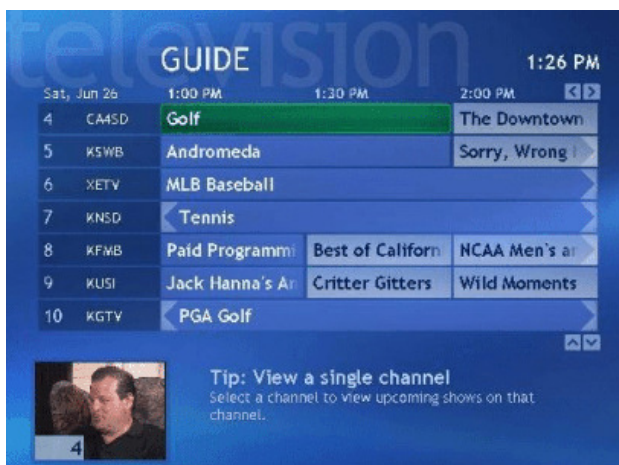 television
GUIDE
1:26 PM
Sat, Jun 26 1:00 PM 1:30 PM 2:00 PM
4 CA4SD Golf The Downtown
5 KSWB Andromeda Sorry, Wrong
6 XETV MLB Baseball
7 KNSD Tennis
8 KFMB Paid Programmi Best of Californ NCAA Men's ar
9 KUSI Jack Hanna's An Critter Gitters Wild Moments
10 KGTV PGA Golf
Tip: View a single channel
Select a channel to view upcoming shows on that
channel.
4